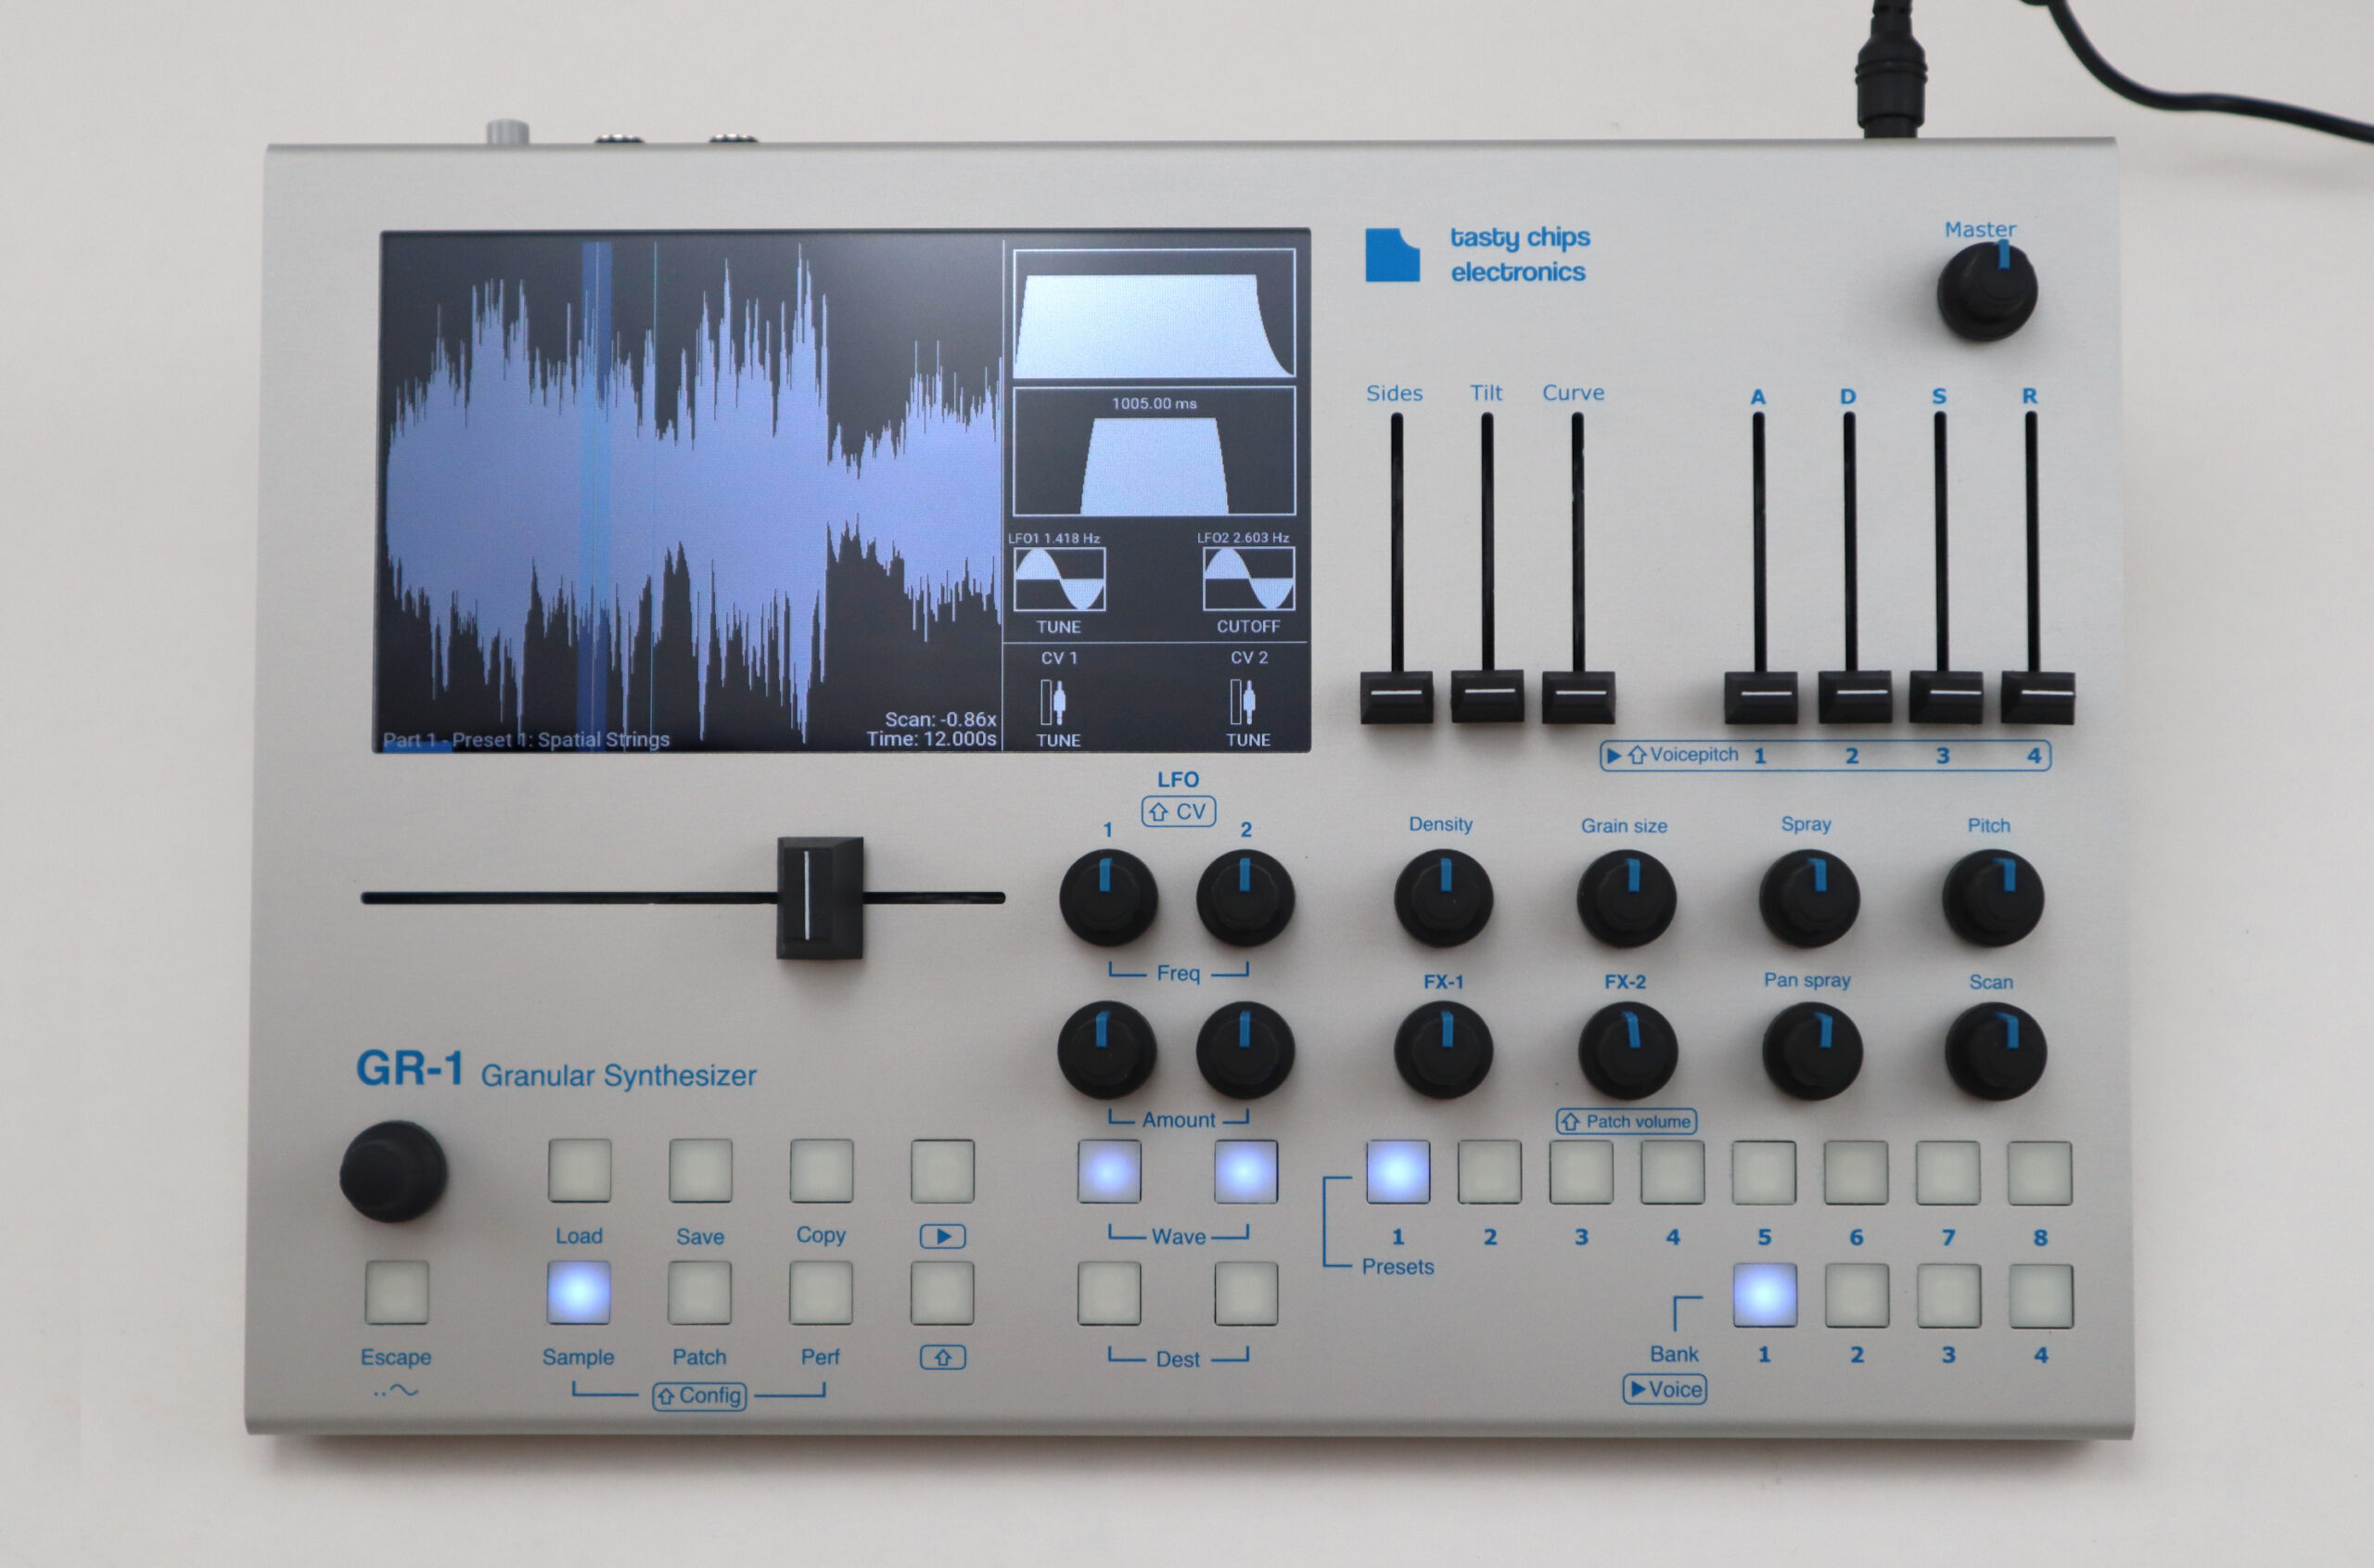 tasty chips
electronics
Master
1005.00 ms
LFO1 1.418 Hz
LFO2 2.603 Hz
TUNE
CUTOFF
CV 1
CV 2
TUNE
TUNE
Scan: -0.86x
Time: 12.000s
Part 1 - Preset 1: Spatial Strings
Sides Tilt Curve
A D S R
Voicepitch 1 2 3 4
LFO
CV
1 2
Freq
Amount
Wave
Dest
Density Grain size Spray Pitch
FX-1 FX-2 Pan spray Scan
Patch volume
GR-1 Granular Synthesizer
Load Save Copy
Escape Sample Patch Perf
Config
1 2 3 4 5 6 7 8
Presets
Bank 1 2 3 4
Voice